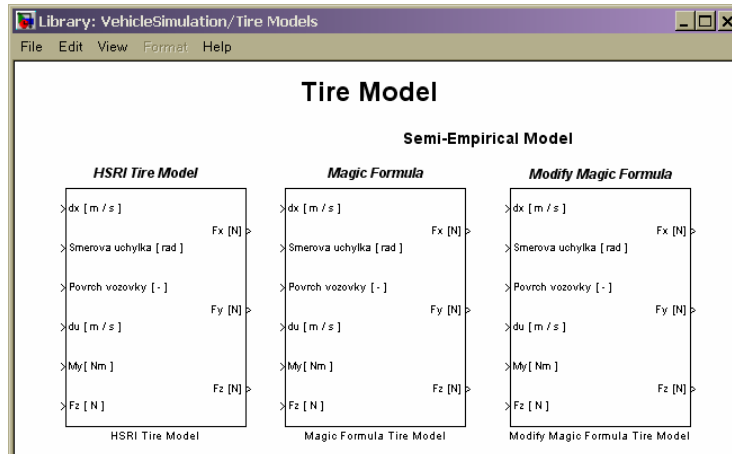 Library: VehicleSimulation/Tire Models
File Edit View Format Help
Tire Model
Semi-Empirical Model
HSRI Tire Model
>dx [ m / s ]
Fx [N]>
>Smerova uchylka [ rad ]
>Povrch vozovky [ - ]
Fy [N]>
>du [ m / s ]
>My[ Nm ]
Fz [N]>
>Fz [ N ]
HSRI Tire Model
Magic Formula
>dx [ m / s ]
Fx [N]>
>Smerova uchylka [ rad ]
>Povrch vozovky [ - ]
Fy [N]>
>du [ m / s ]
>My[ Nm ]
Fz [N]>
>Fz [ N ]
Magic Formula Tire Model
Modify Magic Formula
>dx [ m / s ]
Fx [N]>
>Smerova uchylka [ rad ]
>Povrch vozovky [ - ]
Fy [N]>
>du [ m / s ]
>My[ Nm ]
Fz [N]>
>Fz [ N ]
Modify Magic Formula Tire Model